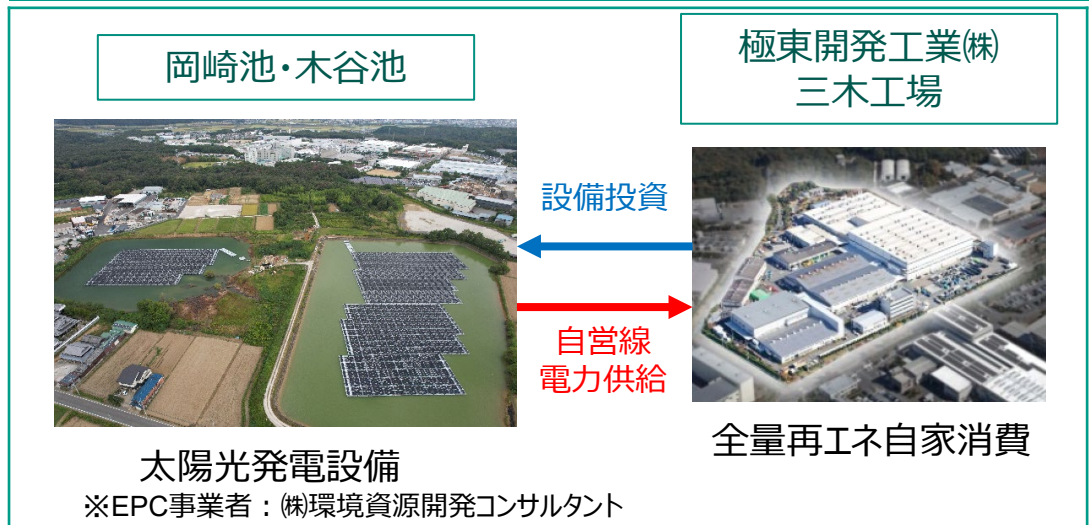 岡崎池・木谷池
極東開発工業㈱
三木工場
設備投資
自営線
電力供給
太陽光発電設備
全量再エネ自家消費
※EPC事業者：㈱環境資源開発コンサルタント